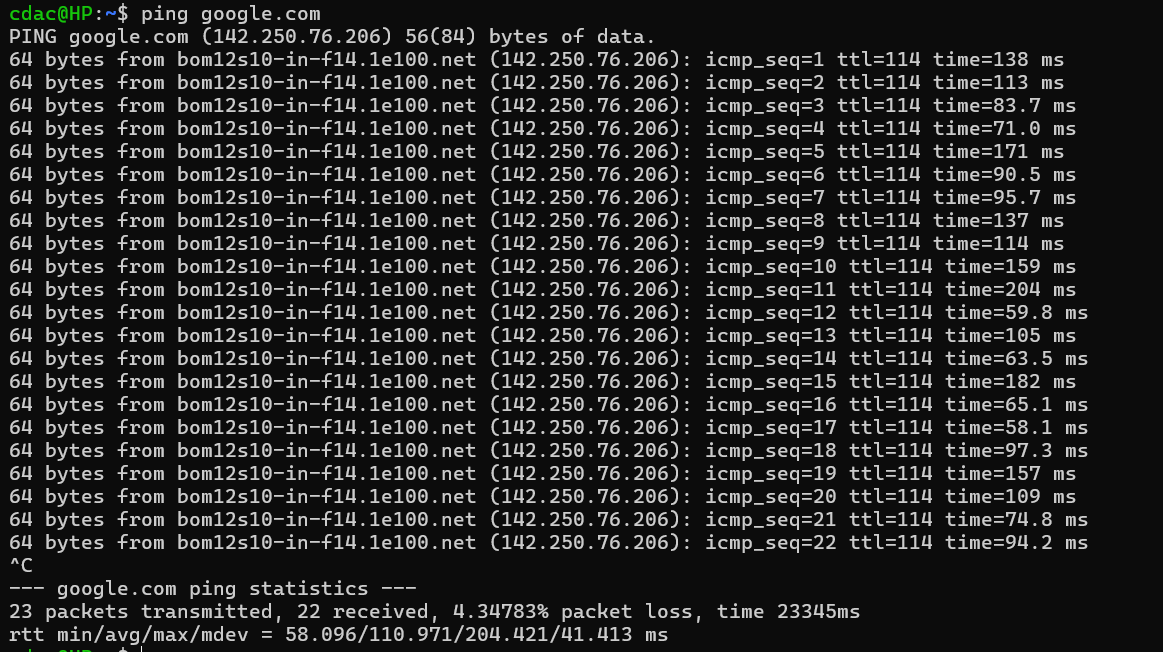 cdac@HP:~$ ping google.com
PING google.com (142.250.76.206) 56(84) bytes of data.
64 bytes from bom12s10-in-f14.1e100.net (142.250.76.206): icmp_seq=1 ttl=114 time=138 ms
64 bytes from bom12s10-in-f14.1e100.net (142.250.76.206): icmp_seq=2 ttl=114 time=113 ms
64 bytes from bom12s10-in-f14.1e100.net (142.250.76.206): icmp_seq=3 ttl=114 time=83.7 ms
64 bytes from bom12s10-in-f14.1e100.net (142.250.76.206): icmp_seq=4 ttl=114 time=71.0 ms
64 bytes from bom12s10-in-f14.1e100.net (142.250.76.206): icmp_seq=5 ttl=114 time=171 ms
64 bytes from bom12s10-in-f14.1e100.net (142.250.76.206): icmp_seq=6 ttl=114 time=90.5 ms
64 bytes from bom12s10-in-f14.1e100.net (142.250.76.206): icmp_seq=7 ttl=114 time=95.7 ms
64 bytes from bom12s10-in-f14.1e100.net (142.250.76.206): icmp_seq=8 ttl=114 time=137 ms
64 bytes from bom12s10-in-f14.1e100.net (142.250.76.206): icmp_seq=9 ttl=114 time=114 ms
64 bytes from bom12s10-in-f14.1e100.net (142.250.76.206): icmp_seq=10 ttl=114 time=159 ms
64 bytes from bom12s10-in-f14.1e100.net (142.250.76.206): icmp_seq=11 ttl=114 time=204 ms
64 bytes from bom12s10-in-f14.1e100.net (142.250.76.206): icmp_seq=12 ttl=114 time=59.8 ms
64 bytes from bom12s10-in-f14.1e100.net (142.250.76.206): icmp_seq=13 ttl=114 time=105 ms
64 bytes from bom12s10-in-f14.1e100.net (142.250.76.206): icmp_seq=14 ttl=114 time=63.5 ms
64 bytes from bom12s10-in-f14.1e100.net (142.250.76.206): icmp_seq=15 ttl=114 time=182 ms
64 bytes from bom12s10-in-f14.1e100.net (142.250.76.206): icmp_seq=16 ttl=114 time=65.1 ms
64 bytes from bom12s10-in-f14.1e100.net (142.250.76.206): icmp_seq=17 ttl=114 time=58.1 ms
64 bytes from bom12s10-in-f14.1e100.net (142.250.76.206): icmp_seq=18 ttl=114 time=97.3 ms
64 bytes from bom12s10-in-f14.1e100.net (142.250.76.206): icmp_seq=19 ttl=114 time=157 ms
64 bytes from bom12s10-in-f14.1e100.net (142.250.76.206): icmp_seq=20 ttl=114 time=109 ms
64 bytes from bom12s10-in-f14.1e100.net (142.250.76.206): icmp_seq=21 ttl=114 time=74.8 ms
64 bytes from bom12s10-in-f14.1e100.net (142.250.76.206): icmp_seq=22 ttl=114 time=94.2 ms
^C
--- google.com ping statistics ---
23 packets transmitted, 22 received, 4.34783% packet loss, time 23345ms
rtt min/avg/max/mdev = 58.096/110.971/204.421/41.413 ms